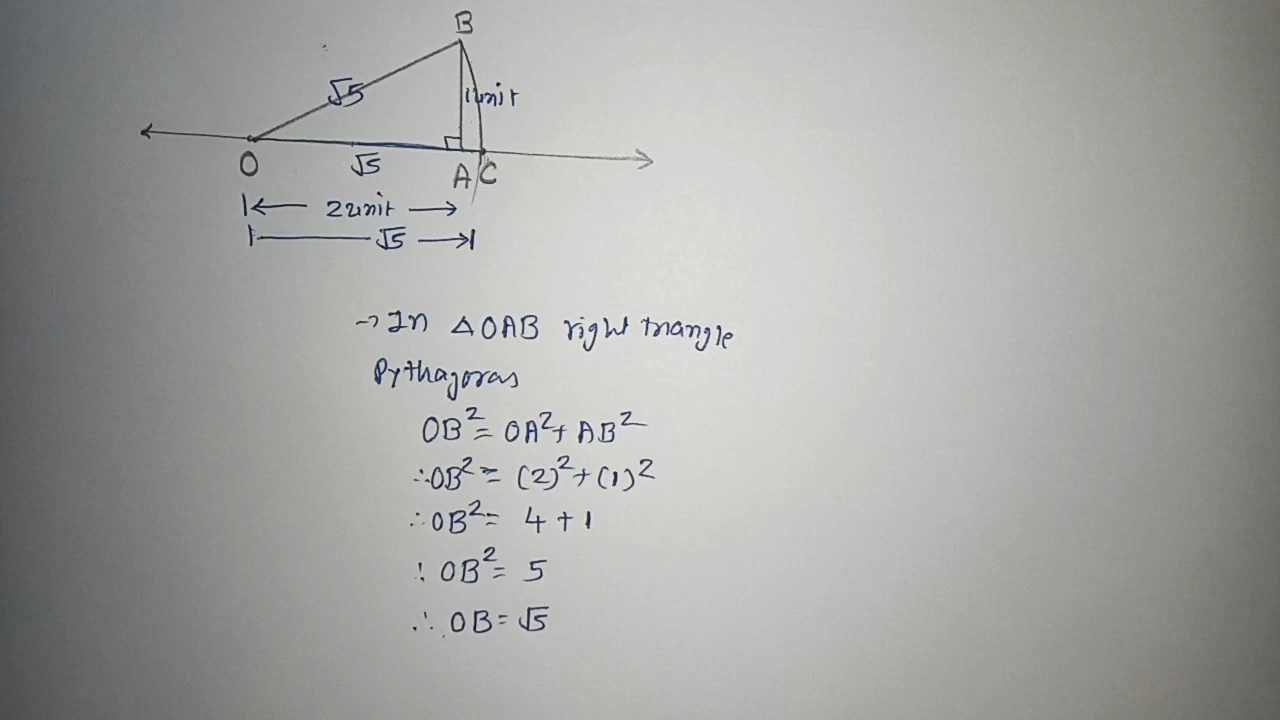 B
√5
1unit
O
√5
A C
2unit
√5
→ In △OAB right triangle
Pythagoras
OB²= OA²+ AB²
∴OB²= (2)²+(1)²
∴OB²= 4+1
: OB²= 5
∴ OB=√5